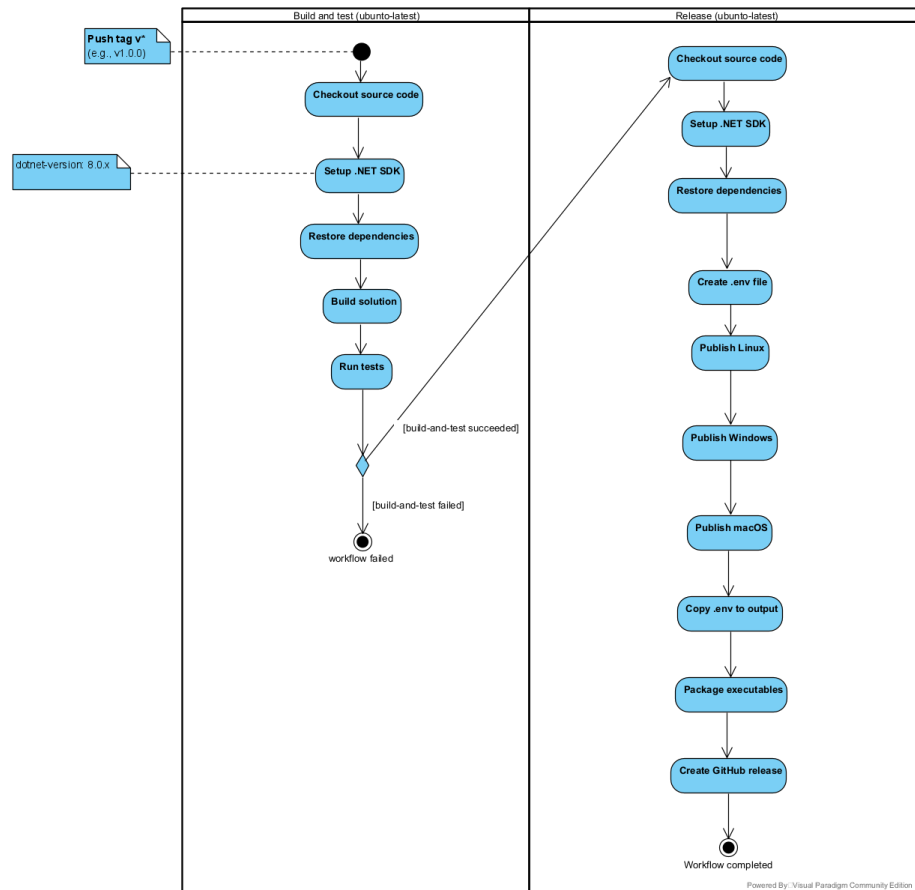 Build and test (ubunto-latest)
Release (ubunto-latest)
Push tag v*
(e.g., v1.0.0)
Checkout source code
dotnet-version: 8.0.x
Setup .NET SDK
Restore dependencies
Build solution
Run tests
[build-and-test succeeded]
[build-and-test failed]
workflow failed
Checkout source code
Setup .NET SDK
Restore dependencies
Create .env file
Publish Linux
Publish Windows
Publish macOS
Copy .env to output
Package executables
Create GitHub release
Workflow completed
Powered By: Visual Paradigm Community Edition